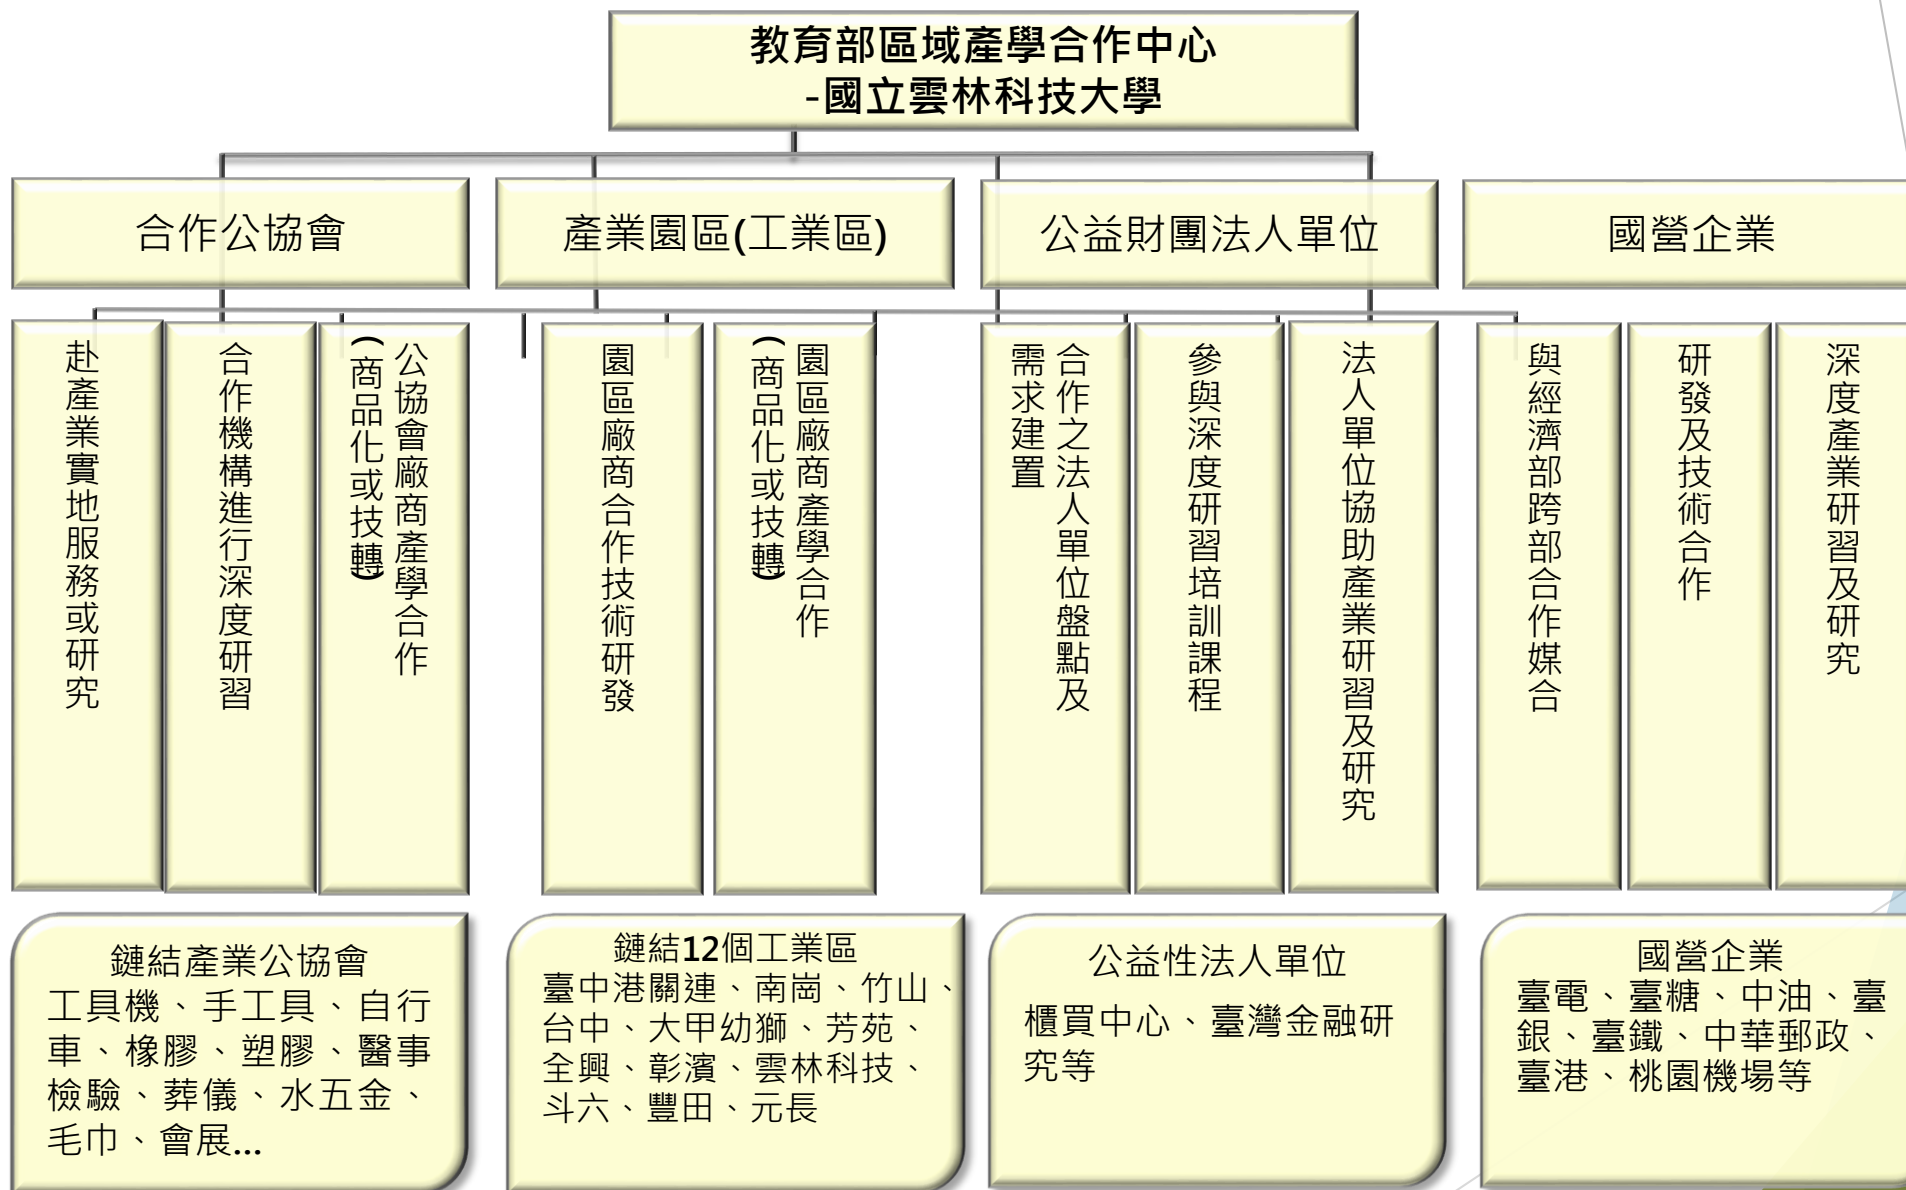 教育部區域產學合作中心
-國立雲林科技大學
合作公協會
產業園區(工業區)
公益財團法人單位
國營企業
赴產業實地服務或研究
合作機構進行深度研習
公協會廠商產學合作
(商品化或技轉)
園區廠商合作技術研發
園區廠商產學合作
(商品化或技轉)
合作之法人單位盤點及
需求建置
參與深度研習培訓課程
法人單位協助產業研習及研究
與經濟部跨部合作媒合
研發及技術合作
深度產業研習及研究
鏈結產業公協會
工具機、手工具、自行
車、橡膠、塑膠、醫事
檢驗、葬儀、水五金、
毛巾、會展...
鏈結12個工業區
臺中港關連、南崗、竹山、
台中、大甲幼獅、芳苑、
全興、彰濱、雲林科技、
斗六、豐田、元長
公益性法人單位
櫃買中心、臺灣金融研
究等
國營企業
臺電、臺糖、中油、臺
銀、臺鐵、中華郵政、
臺港、桃園機場等